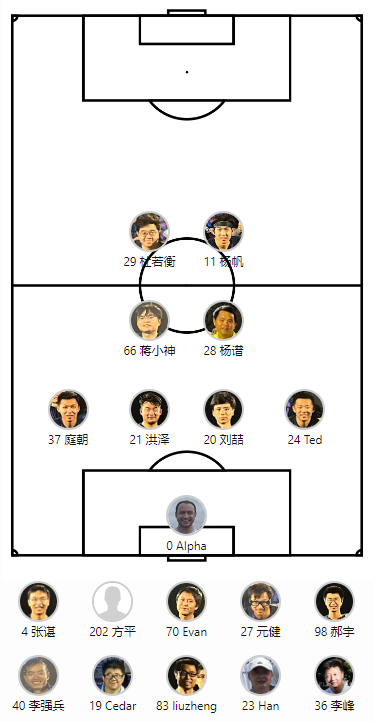 29 杜若衡
11 杨帆
66 蒋小神
28 杨谱
37 庭朝
21 洪泽
20 刘喆
24 Ted
0 Alpha
4 张谌
202 方平
70 Evan
27 元健
98 郝宇
40 李强兵
19 Cedar
83 liuzheng
23 Han
36 李峰